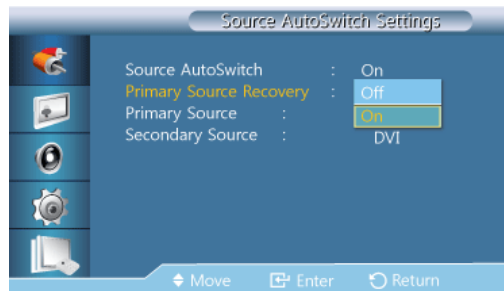 Source AutoSwitch Settings
Source AutoSwitch : On
Primary Source Recovery : Off
Primary Source : On
Secondary Source : DVI
Move Enter Return